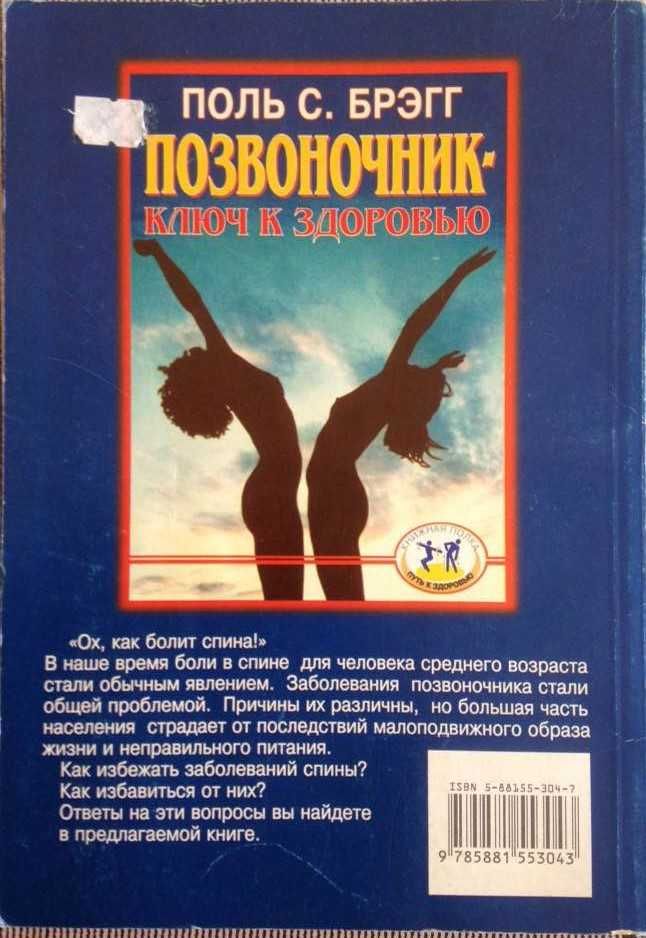 ПОЛЬ С. БРЭГГ
ПОЗВОНОЧНИК-
КЛЮЧ К ЗДОРОВЬЮ
КНИЖНАЯ ПОЛКА
ПУТЬ К ЗДОРОВЬЮ
«Ох, как болит спина!»
В наше время боли в спине для человека среднего возраста
стали обычным явлением. Заболевания позвоночника стали
общей проблемой. Причины их различны, но большая часть
населения страдает от последствий малоподвижного образа
жизни и неправильного питания.
Как избежать заболеваний спины?
Как избавиться от них?
Ответы на эти вопросы вы найдете
в предлагаемой книге.
ISBN 5-88155-304-7
9 785881 553043